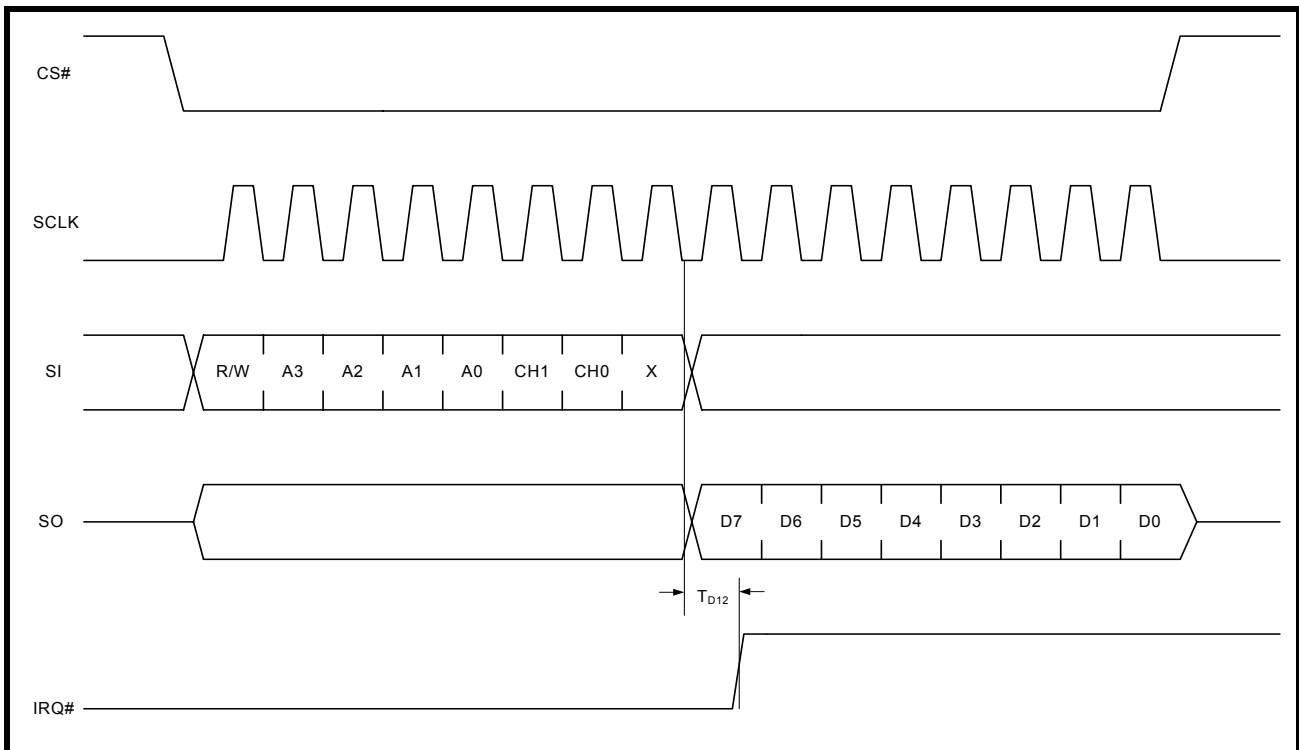 CS#
SCLK
SI
R/W A3 A2 A1 A0 CH1 CH0 X
SO
D7 D6 D5 D4 D3 D2 D1 D0
TD12
IRQ#